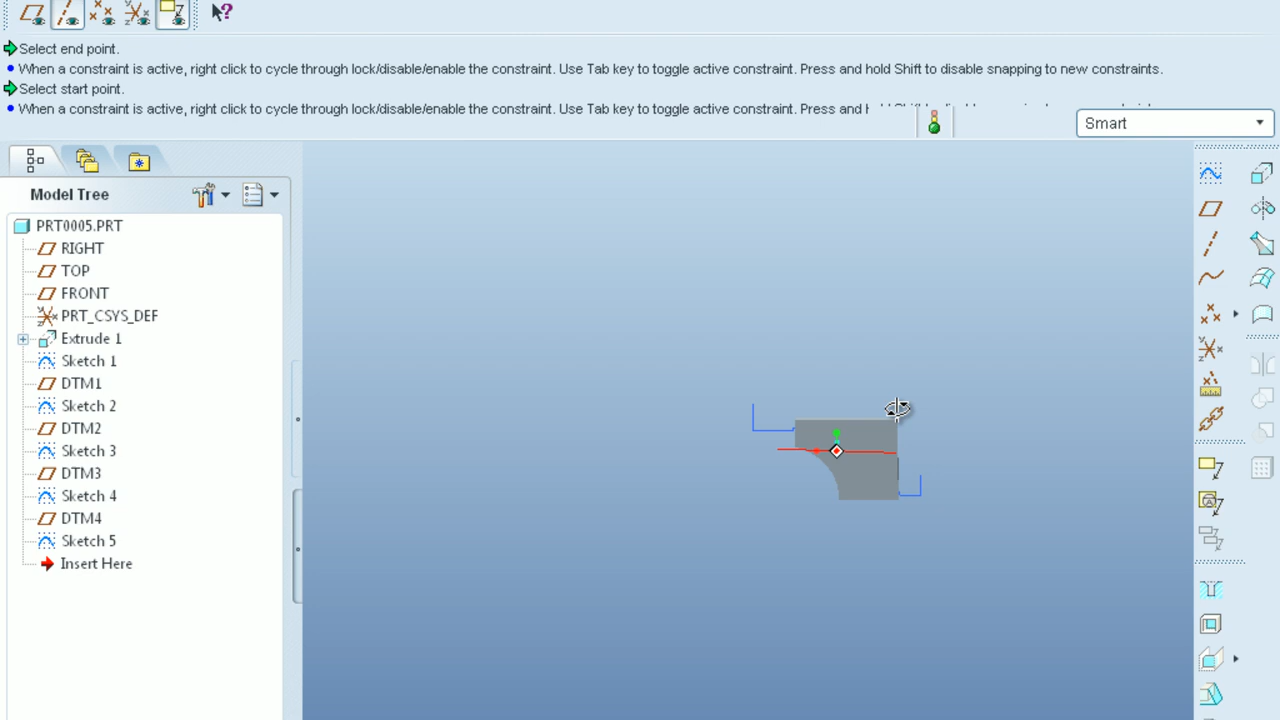 Select end point.
When a constraint is active, right click to cycle through lock/disable/enable the constraint. Use Tab key to toggle active constraint. Press and hold Shift to disable snapping to new constraints.
Select start point.
When a constraint is active, right click to cycle through lock/disable/enable the constraint. Use Tab key to toggle active constraint. Press and
Smart
Model Tree
PRT0005.PRT
RIGHT
TOP
FRONT
PRT_CSYS_DEF
Extrude 1
Sketch 1
DTM1
Sketch 2
DTM2
Sketch 3
DTM3
Sketch 4
DTM4
Sketch 5
Insert Here